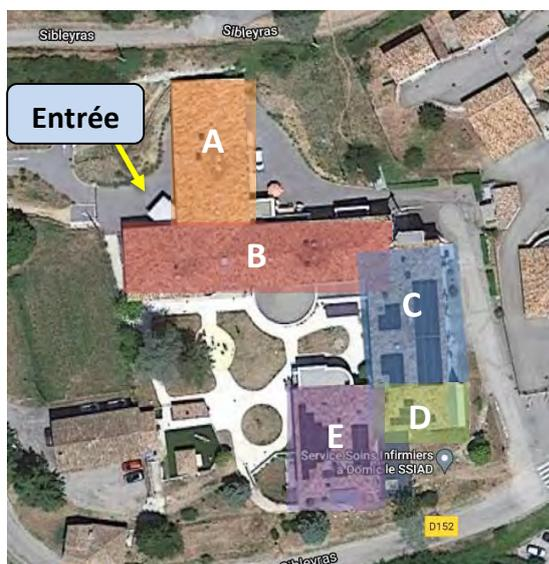 Sibleyras
Sibleyras
Entrée
A
B
C
D
E
Service Soins Infirmiers
à Domicile SSIAD
D152
Sibleyras